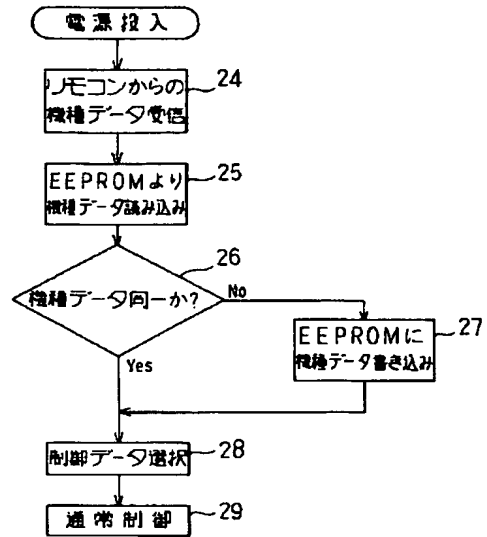 電源投入
リモコンからの
機種データ受信
24
EEPROMより
機種データ読み込み
25
26
機種データ同一か?
No
Yes
EEPROMに
機種データ書き込み
27
制御データ選択
28
通常制御
29